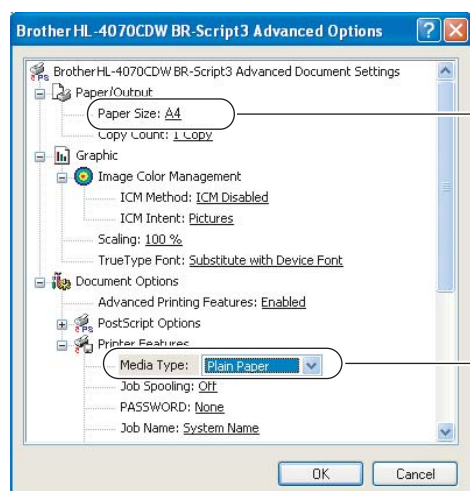 Brother HL-4070CDW BR-Script3 Advanced Options
BrotherHL-4070CDW BR-Script3 Advanced Document Settings
Paper/Output
Paper Size: A4
Copy Count: 1 Copy
Graphic
Image Color Management
ICM Method: ICM Disabled
ICM Intent: Pictures
Scaling: 100 %
TrueType Font: Substitute with Device Font
Document Options
Advanced Printing Features: Enabled
PostScript Options
Printer Features
Media Type: Plain Paper
Job Spooling: Off
PASSWORD: None
Job Name: System Name
OK Cancel